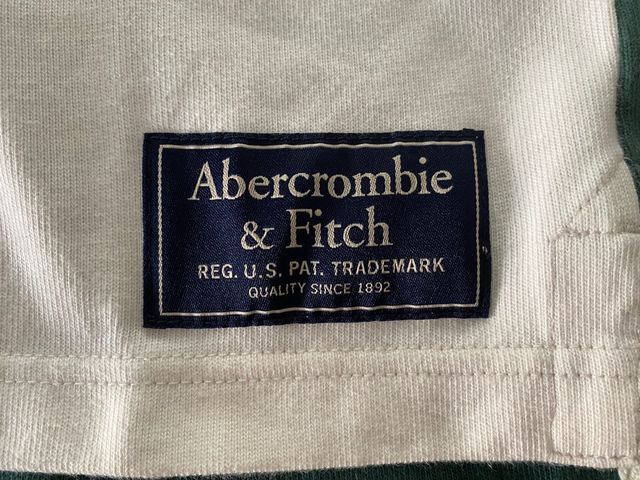 Abercrombie
& Fitch
REG. U.S. PAT. TRADEMARK
QUALITY SINCE 1892